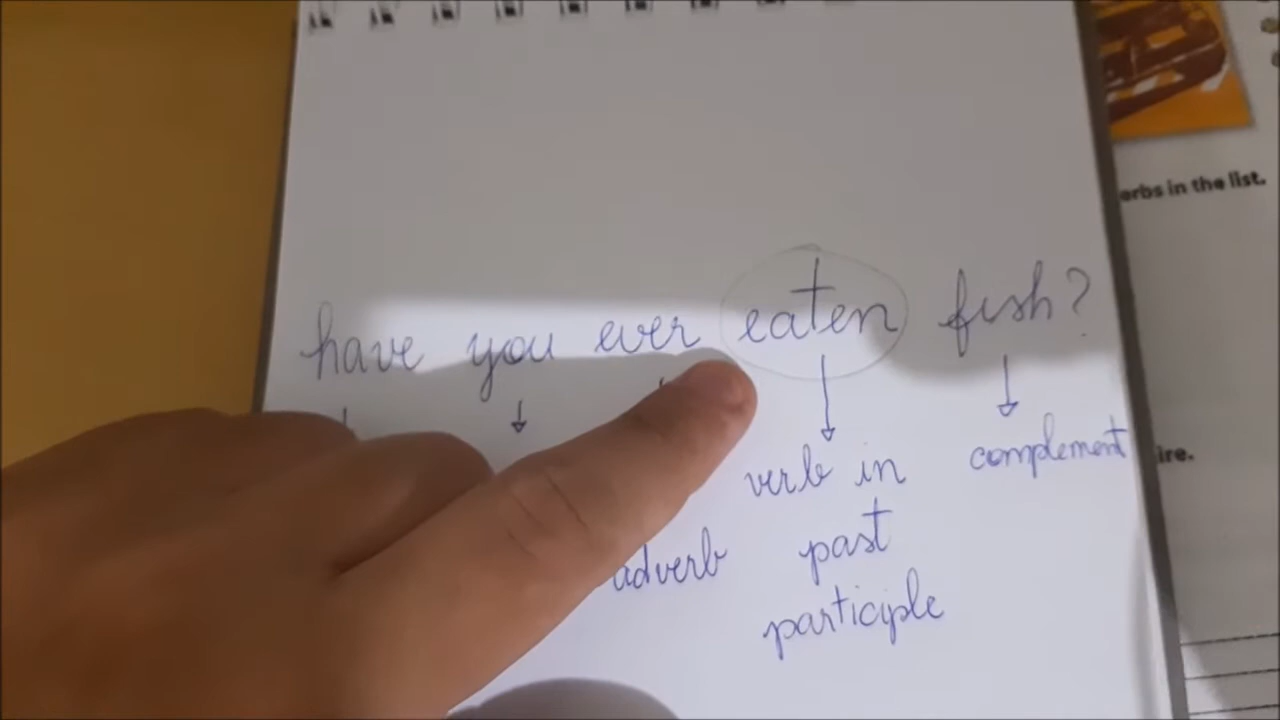 have you ever eaten fish?
verb in
past
participle
complement
adverb
erbs in the list.
ire.